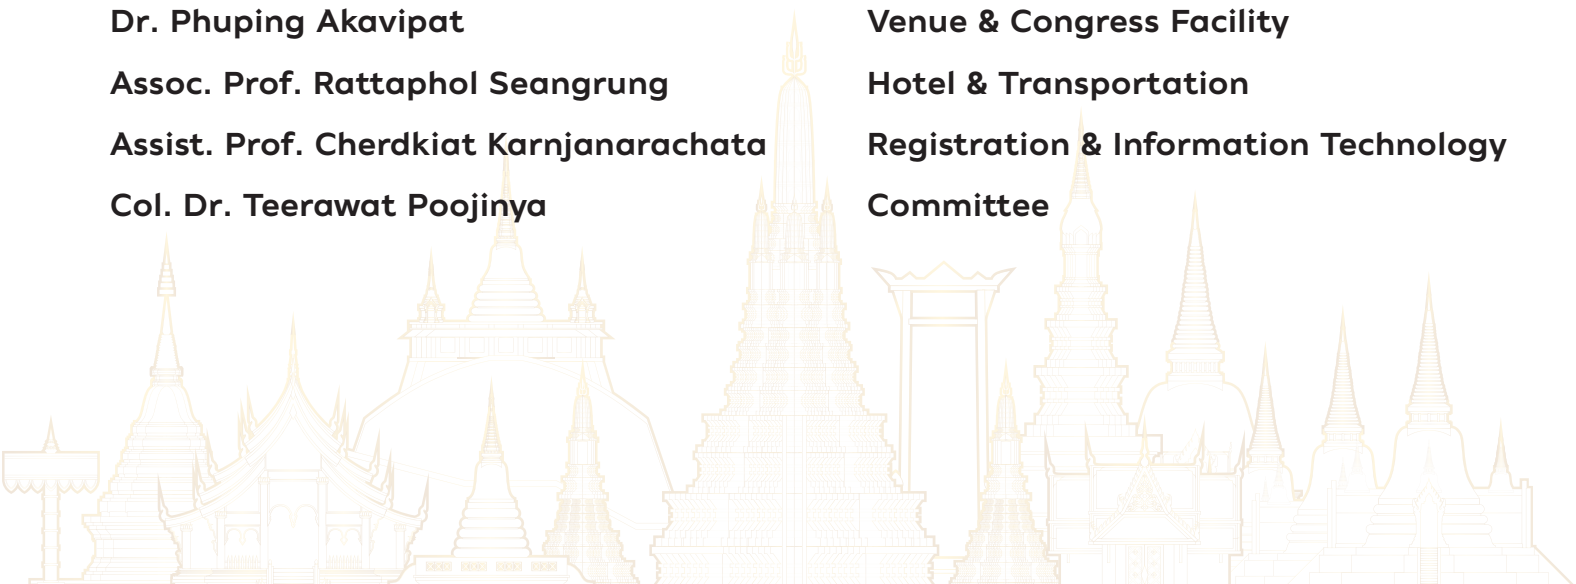 Dr. Phuping Akavipat Venue & Congress Facility
Assoc. Prof. Rattaphol Seangrung Hotel & Transportation
Assist. Prof. Cherdkiat Karnjanarachata Registration & Information Technology
Col. Dr. Teerawat Poojinya Committee